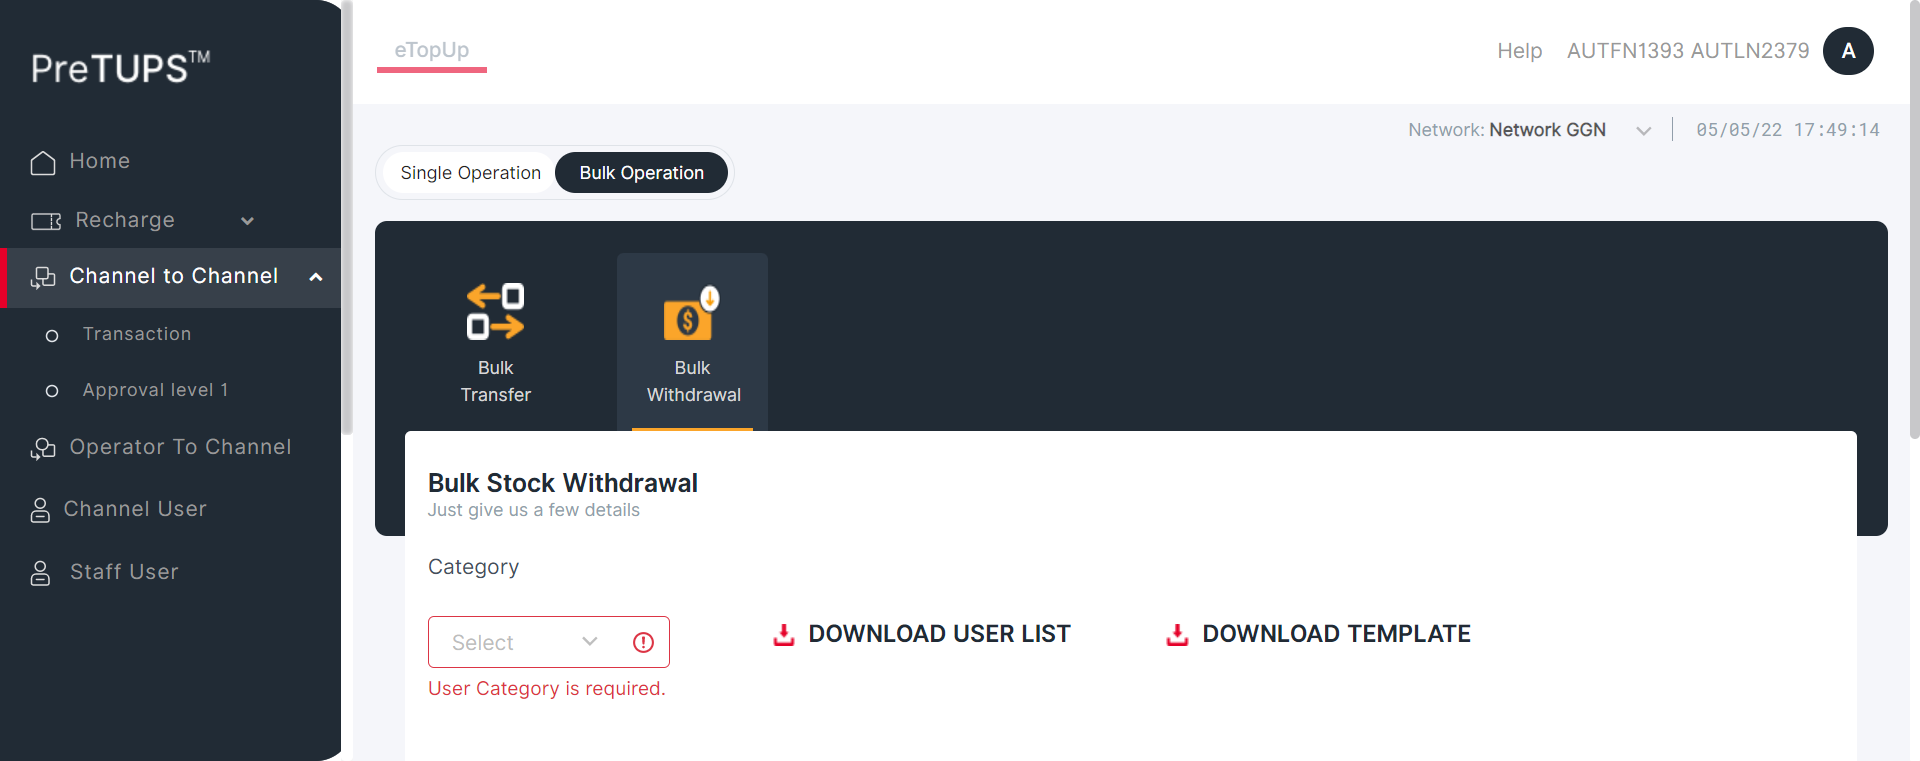 PreTUPS™
Home
Recharge
Channel to Channel
Transaction
Approval level 1
Operator To Channel
Channel User
Staff User
eTopUp
Help AUTFN1393 AUTLN2379 A
Network: Network GGN 05/05/22 17:49:14
Single Operation Bulk Operation
Bulk
Transfer
Bulk
Withdrawal
Bulk Stock Withdrawal
Just give us a few details
Category
Select
DOWNLOAD USER LIST
DOWNLOAD TEMPLATE
User Category is required.